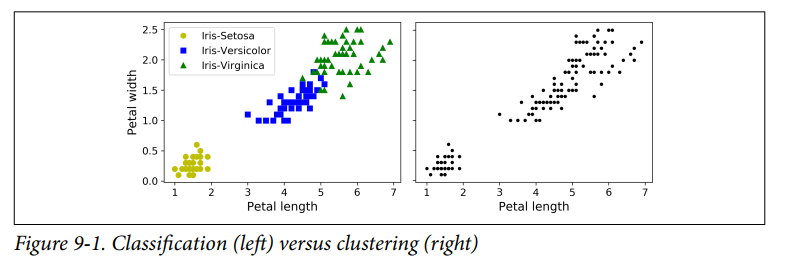 2.5
2.0
1.5
1.0
0.5
0.0
Petal width
Iris-Setosa
Iris-Versicolor
Iris-Virginica
1 2 3 4 5 6 7
Petal length
1 2 3 4 5 6 7
Petal length
Figure 9-1. Classification (left) versus clustering (right)